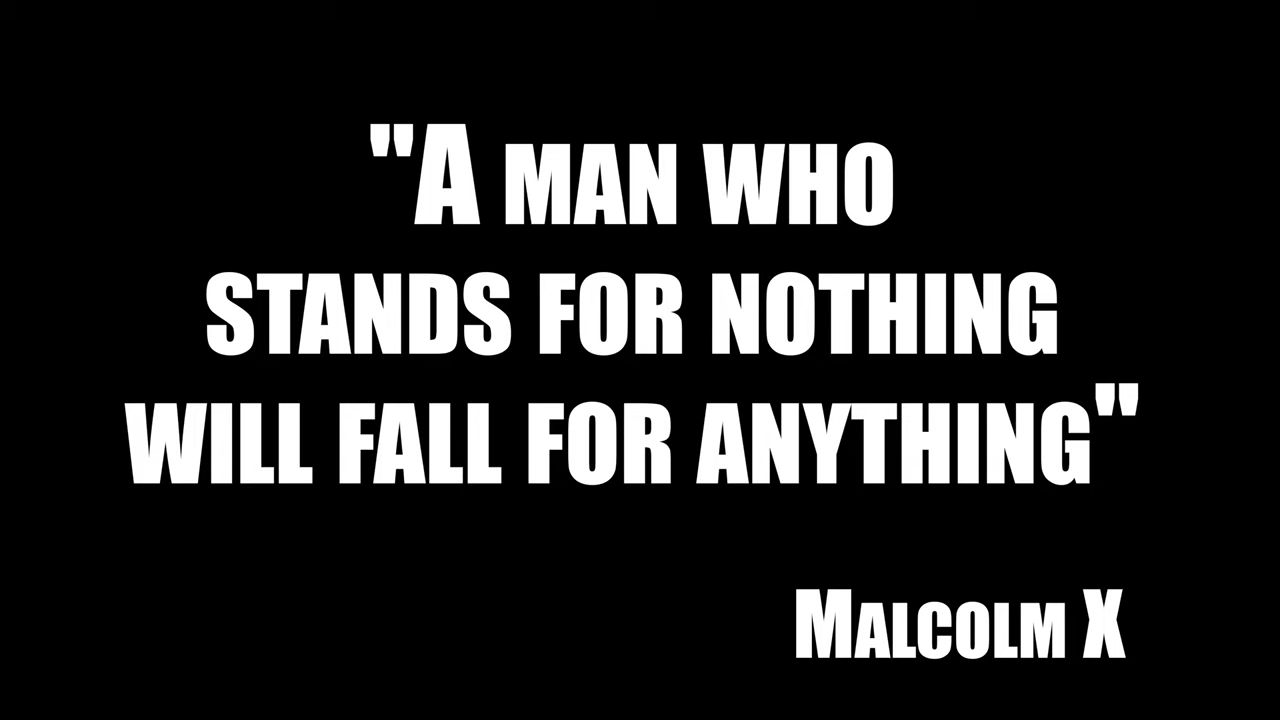 "A MAN WHO
STANDS FOR NOTHING
WILL FALL FOR ANYTHING"
MALCOLM X